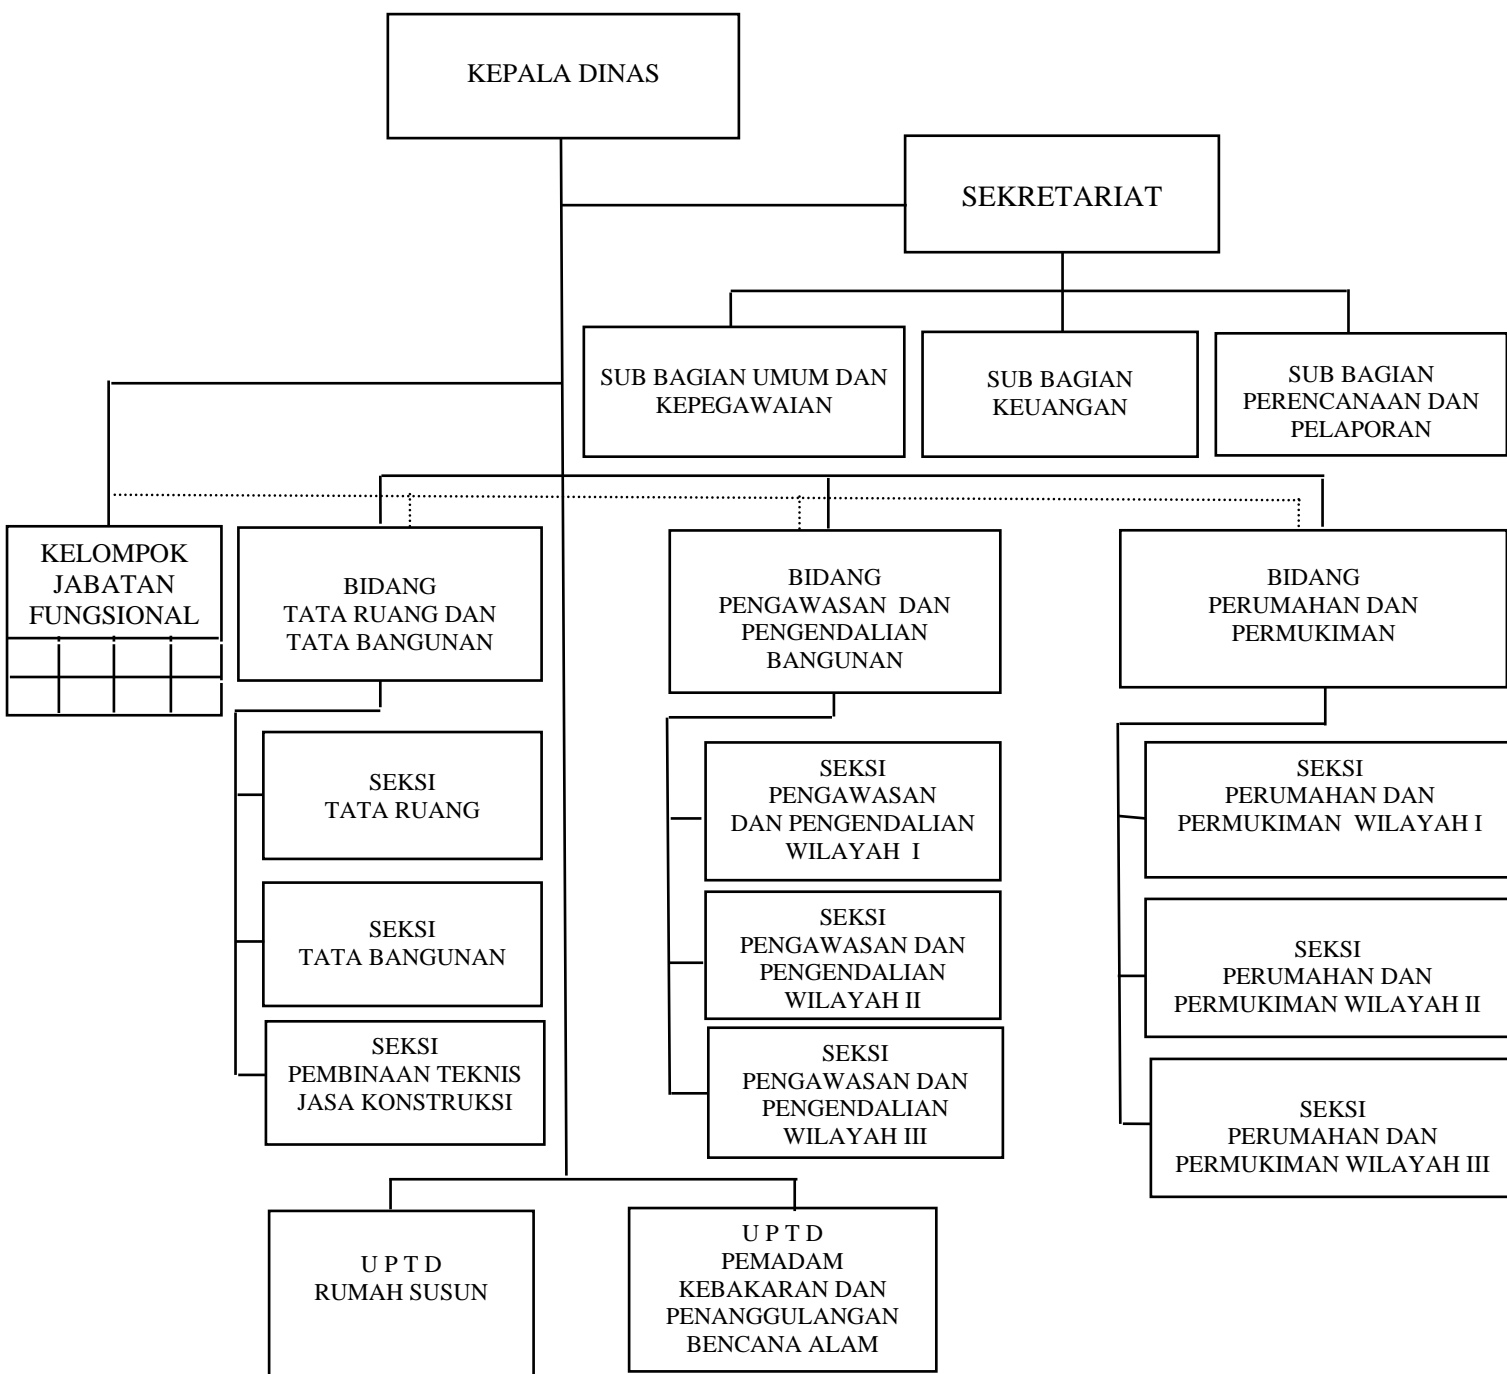 KEPALA DINAS
SEKRETARIAT
SUB BAGIAN UMUM DAN
KEPEGAWAIAN
SUB BAGIAN
KEUANGAN
SUB BAGIAN
PERENCANAAN DAN
PELAPORAN
KELOMPOK
JABATAN
FUNGSIONAL
BIDANG
TATA RUANG DAN
TATA BANGUNAN
BIDANG
PENGAWASAN DAN
PENGENDALIAN
BANGUNAN
BIDANG
PERUMAHAN DAN
PERMUKIMAN
SEKSI
TATA RUANG
SEKSI
TATA BANGUNAN
SEKSI
PEMBINAAN TEKNIS
JASA KONSTRUKSI
SEKSI
PENGAWASAN
DAN PENGENDALIAN
WILAYAH I
SEKSI
PENGAWASAN DAN
PENGENDALIAN
WILAYAH II
SEKSI
PENGAWASAN DAN
PENGENDALIAN
WILAYAH III
SEKSI
PERUMAHAN DAN
PERMUKIMAN WILAYAH I
SEKSI
PERUMAHAN DAN
PERMUKIMAN WILAYAH II
SEKSI
PERUMAHAN DAN
PERMUKIMAN WILAYAH III
U P T D
RUMAH SUSUN
U P T D
PEMADAM
KEBAKARAN DAN
PENANGGULANGAN
BENCANA ALAM